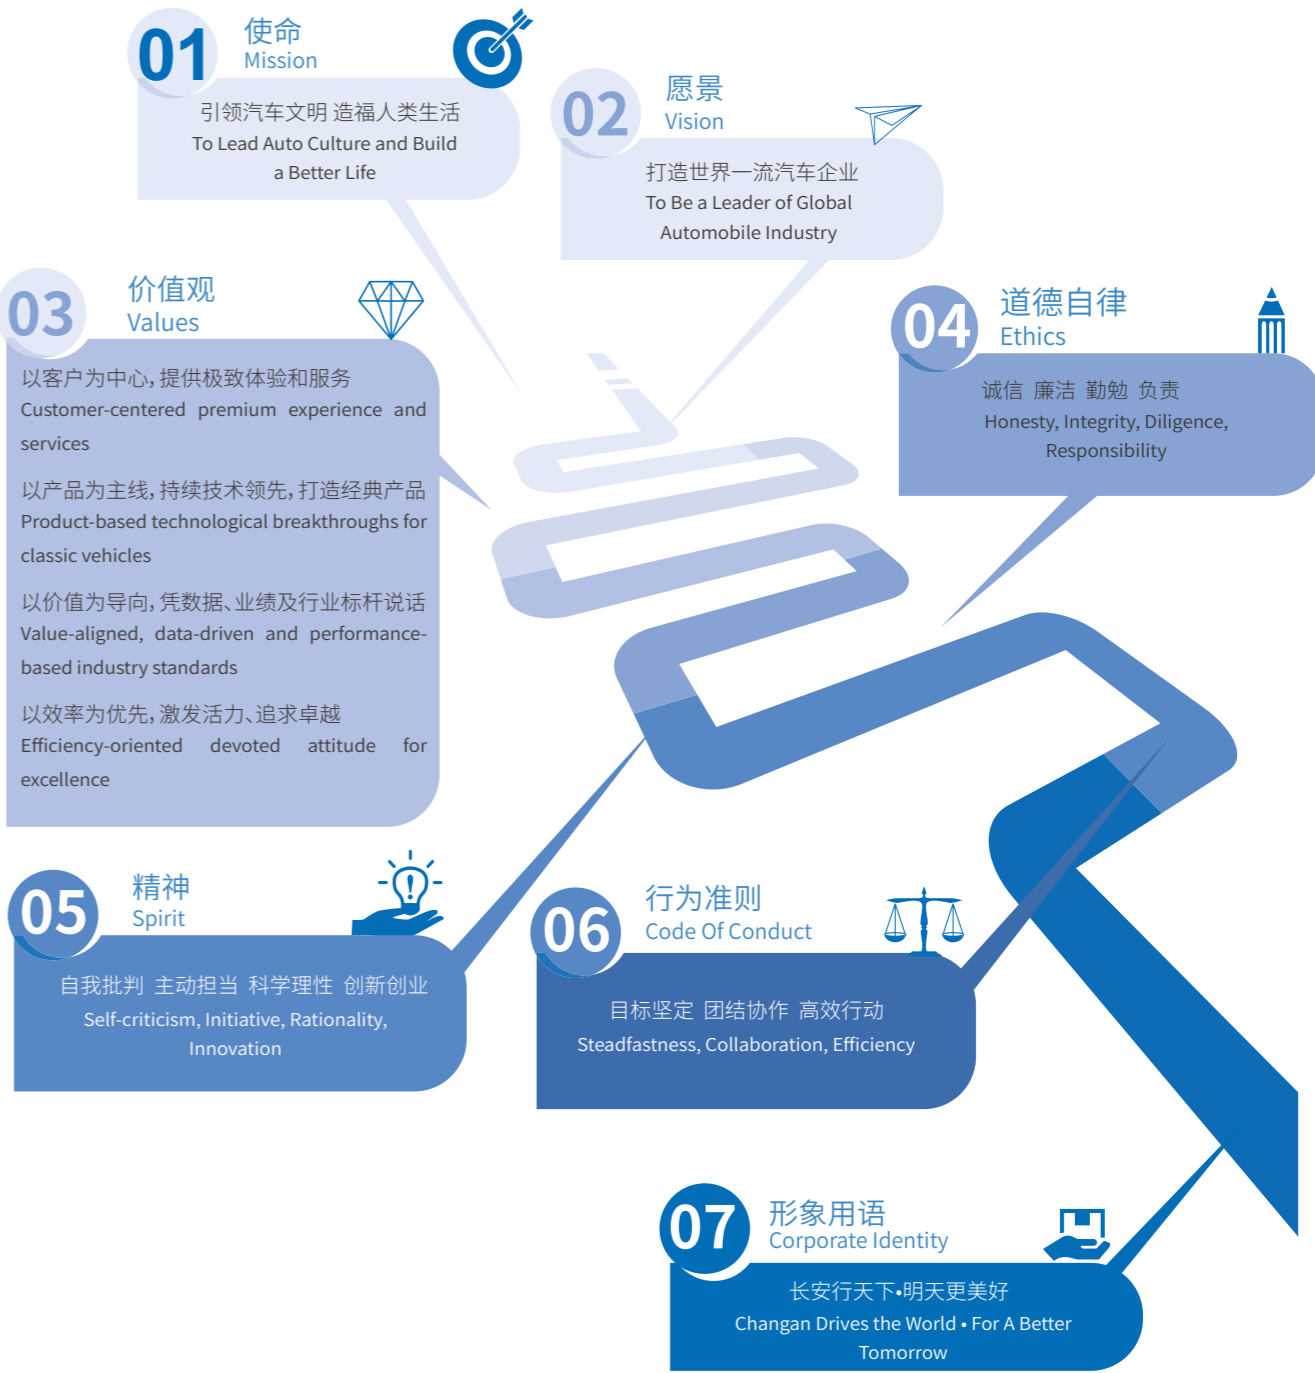 01
使命
Mission
引领汽车文明 造福人类生活
To Lead Auto Culture and Build
a Better Life
02
愿景
Vision
打造世界一流汽车企业
To Be a Leader of Global
Automobile Industry
03
价值观
Values
以客户为中心，提供极致体验和服务
Customer-centered premium experience and
services
以产品为主线，持续技术领先，打造经典产品
Product-based technological breakthroughs for
classic vehicles
以价值为导向，凭数据、业绩及行业标杆说话
Value-aligned, data-driven and performance-
based industry standards
以效率为优先，激发活力、追求卓越
Efficiency-oriented devoted attitude for
excellence
04
道德自律
Ethics
诚信 廉洁 勤勉 负责
Honesty, Integrity, Diligence,
Responsibility
05
精神
Spirit
自我批判 主动担当 科学理性 创新创业
Self-criticism, Initiative, Rationality,
Innovation
06
行为准则
Code Of Conduct
目标坚定 团结协作 高效行动
Steadfastness, Collaboration, Efficiency
07
形象用语
Corporate Identity
长安行天下•明天更美好
Changan Drives the World • For A Better
Tomorrow